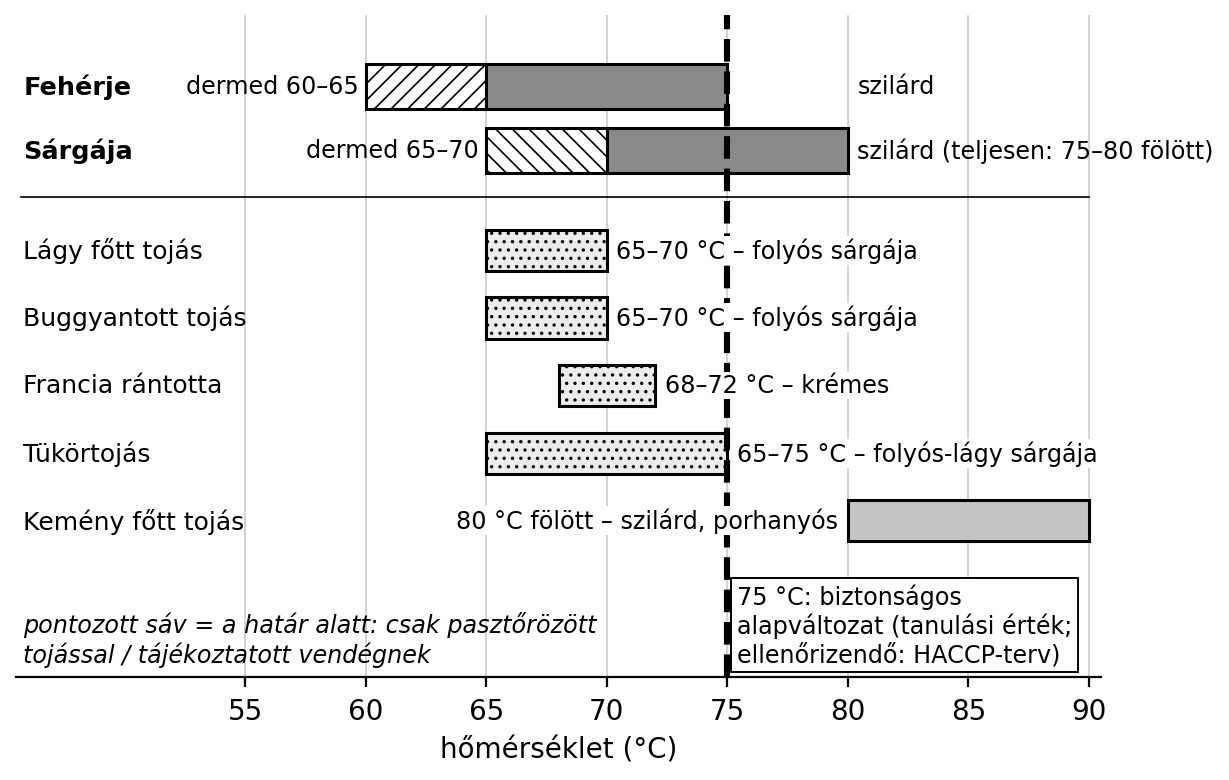 Fehérje dermed 60–65 szilárd
Sárgája dermed 65–70 szilárd (teljesen: 75–80 fölött)
Lágy főtt tojás 65–70 °C – folyós sárgája
Buggyantott tojás 65–70 °C – folyós sárgája
Francia rántotta 68–72 °C – krémes
Tükörtojás 65–75 °C – folyós-lágy sárgája
Kemény főtt tojás 80 °C fölött – szilárd, porhanyós
pontozott sáv = a határ alatt: csak pasztőrözött
tojással / tájékoztatott vendégnek
75 °C: biztonságos
alapváltozat (tanulási érték;
ellenőrizendő: HACCP-terv)
55 60 65 70 75 80 85 90
hőmérséklet (°C)